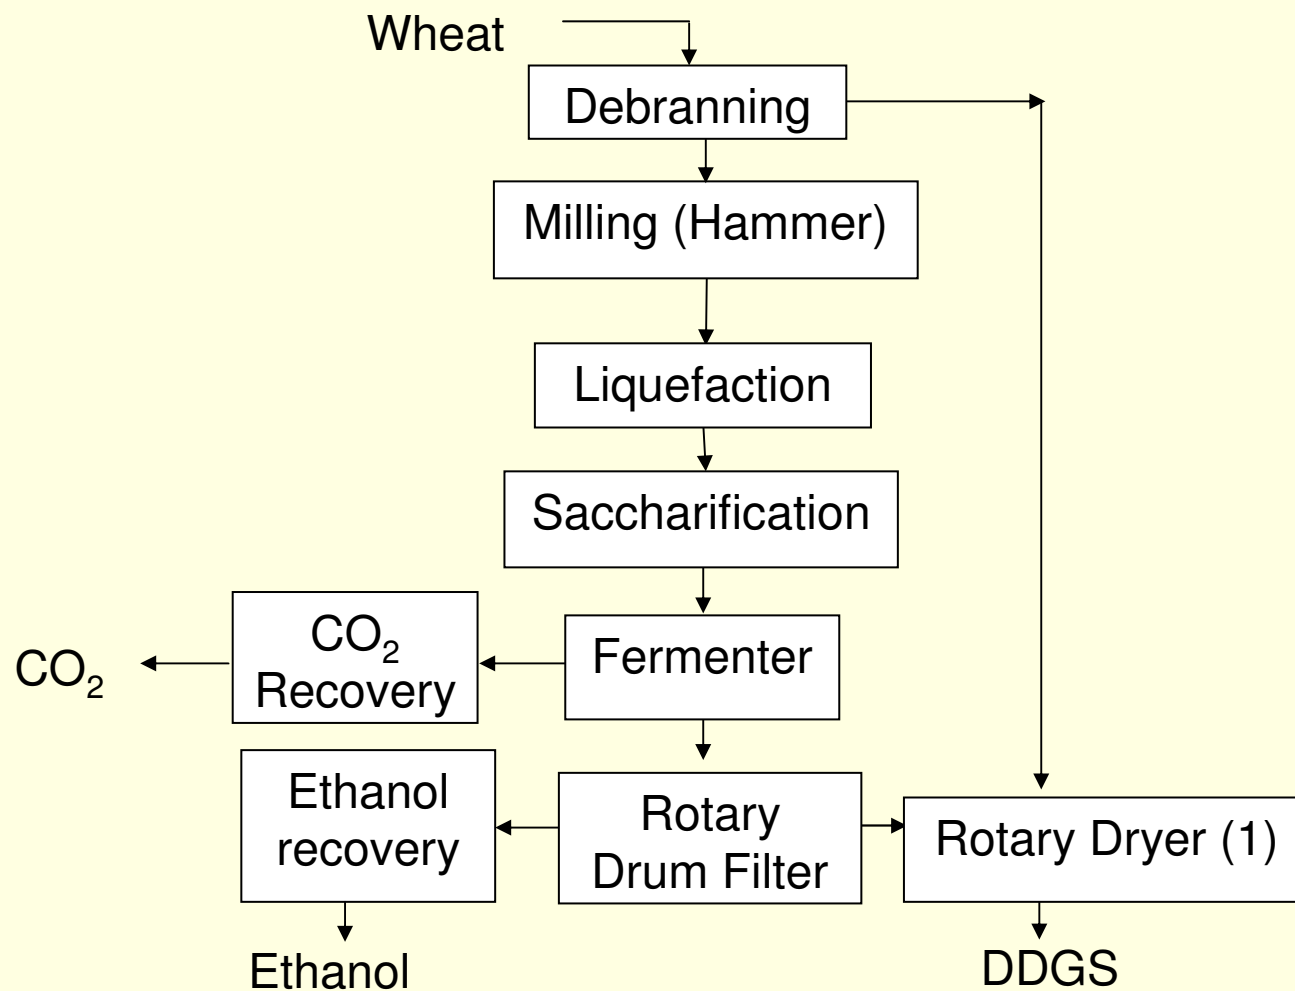 Wheat
Debranning
Milling (Hammer)
Liquefaction
Saccharification
CO₂
Recovery
Fermenter
CO₂
Ethanol
recovery
Rotary
Drum Filter
Rotary Dryer (1)
Ethanol
DDGS